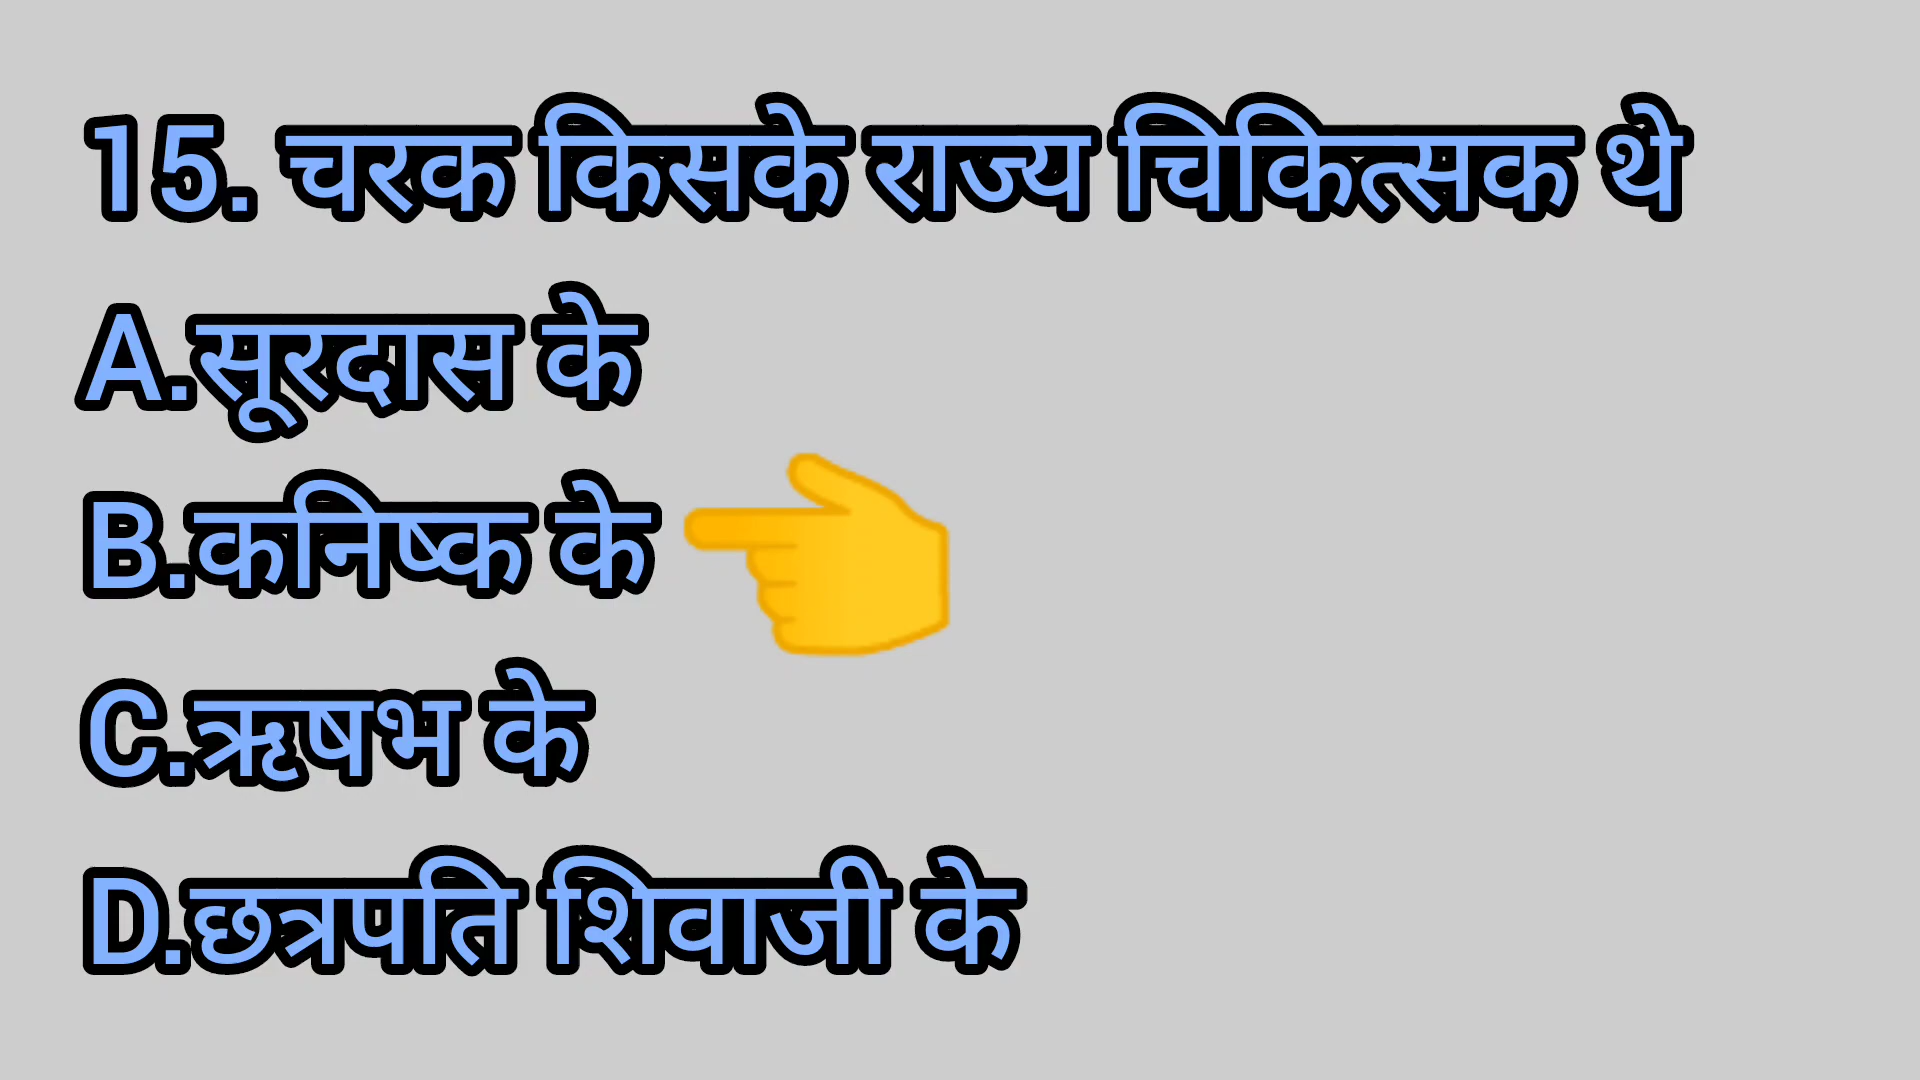 15. चरक किसके राज्य चिकित्सक थे
A.सूरदास के
B.कनिष्क के
C.ऋषभ के
D.छत्रपति शिवाजी के